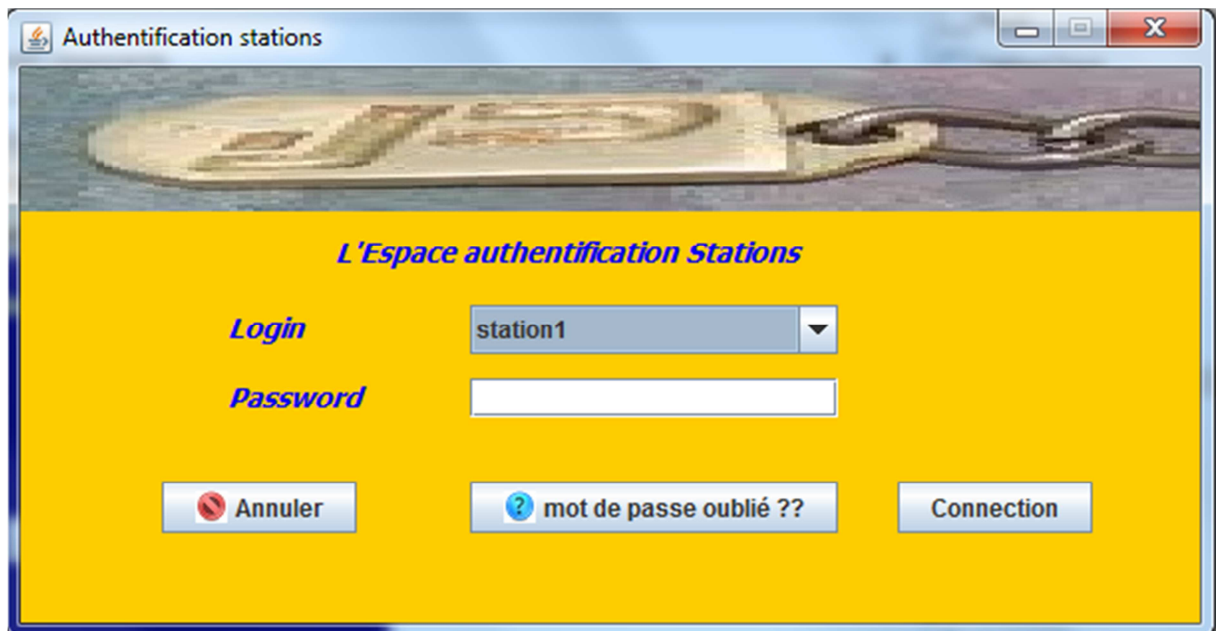 Authentification stations
L'Espace authentification Stations
Login
station1
Password
Annuler
? mot de passe oublié ??
Connection